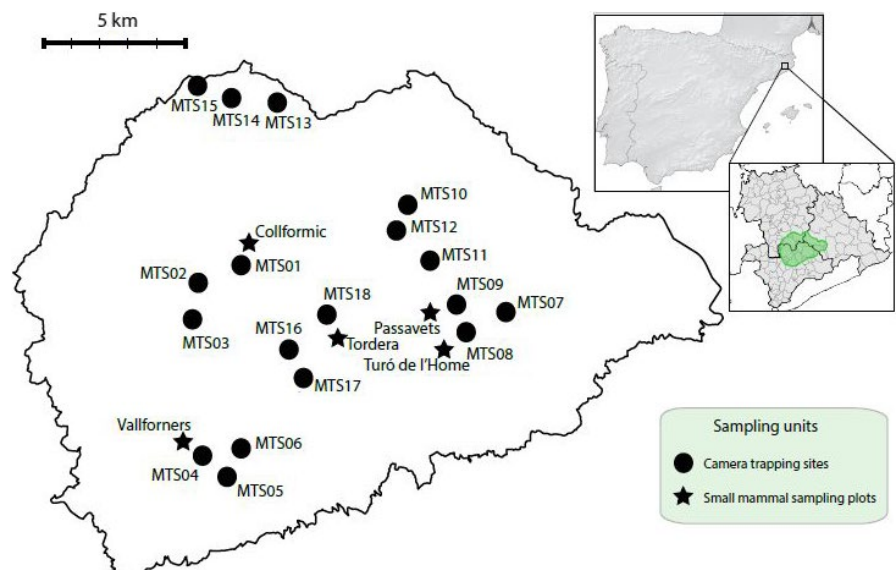 5 km
MTS15
MTS14
MTS13
MTS10
MTS12
Collformic
MTS11
MTS01
MTS02
MTS09
MTS07
MTS18
Passavets
MTS03
MTS16
Tordera
MTS08
Turó de l'Home
MTS17
Vallforners
MTS06
MTS04
MTS05
Sampling units
Camera trapping sites
Small mammal sampling plots